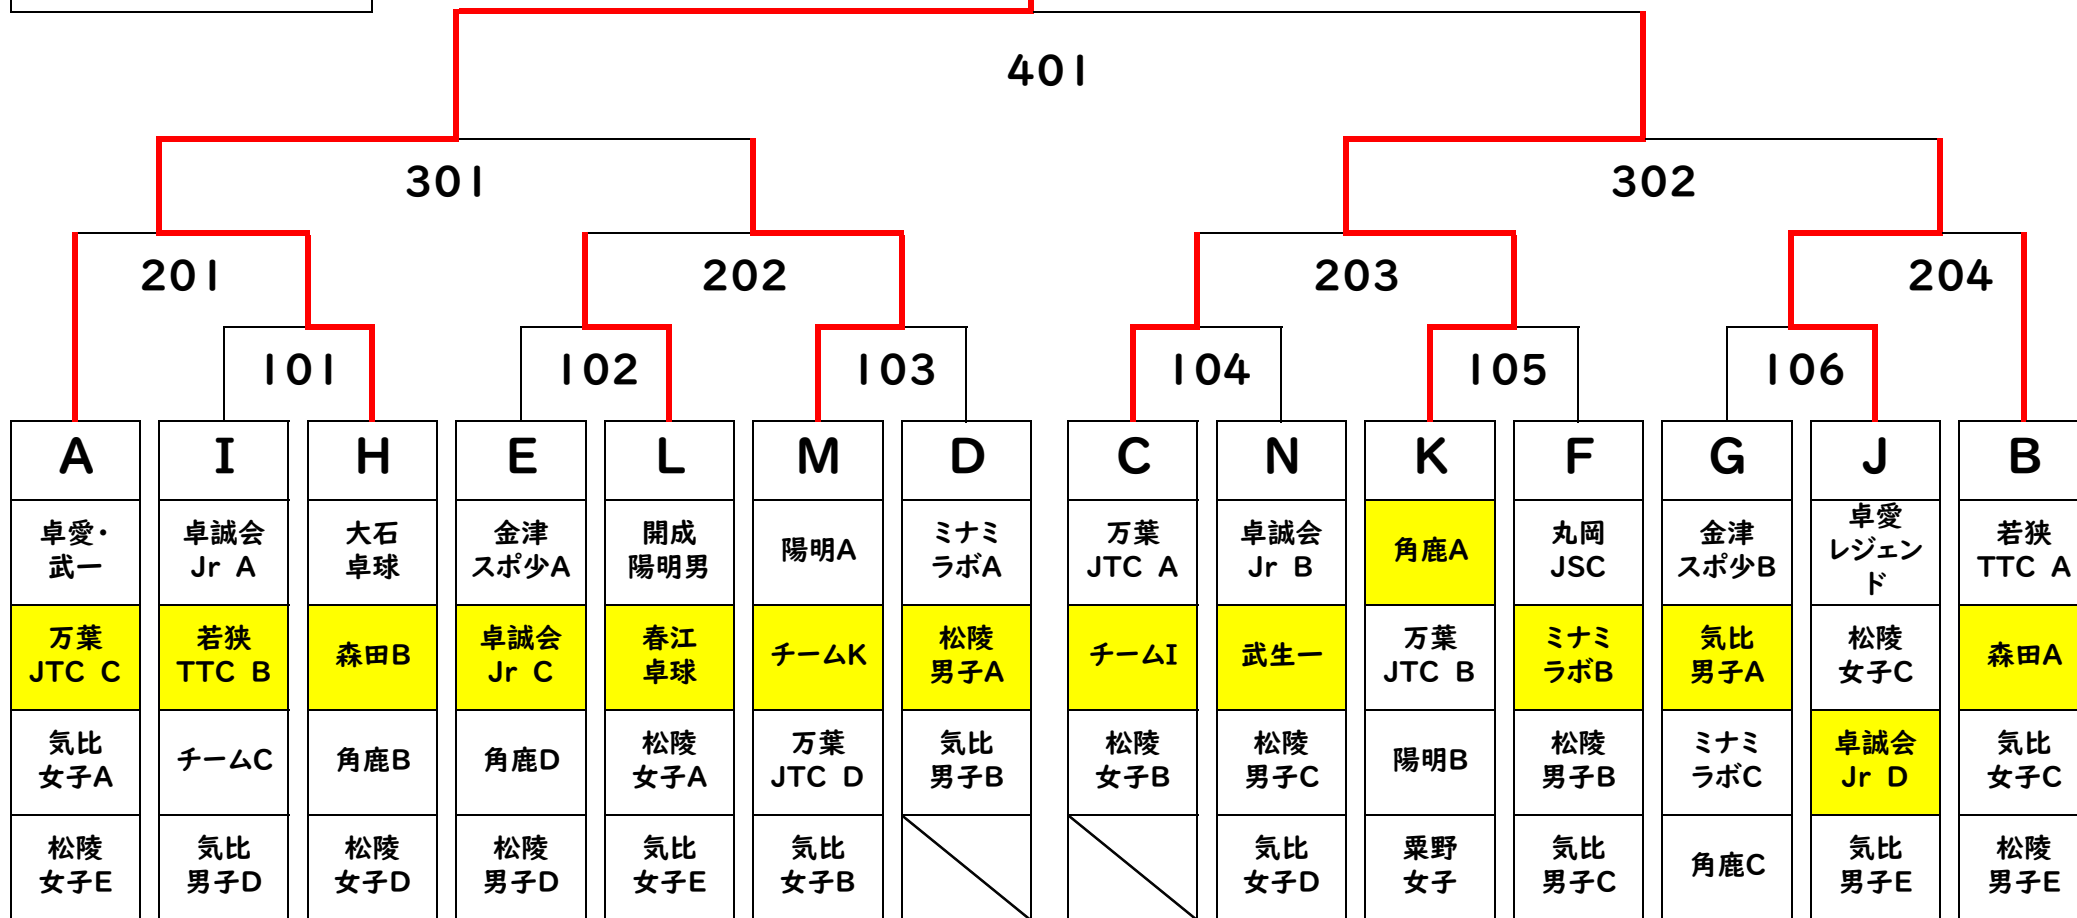 401
301
302
201
202
203
204
101
102
103
104
105
106
A I H E L M D C N K F G J B
卓愛・
武一
卓誠会
Jr A
大石
卓球
金津
スポ少A
開成
陽明男
陽明A
ミナミ
ラボA
万葉
JTC A
卓誠会
Jr B
角鹿A
丸岡
JSC
金津
スポ少B
卓愛
レジェン
ド
若狭
TTC A
万葉
JTC C
若狭
TTC B
森田B
卓誠会
Jr C
春江
卓球
チームK
松陵
男子A
チームI
武生一
万葉
JTC B
ミナミ
ラボB
気比
男子A
松陵
女子C
森田A
気比
女子A
チームC
角鹿B
角鹿D
松陵
女子A
万葉
JTC D
気比
男子B
松陵
女子B
松陵
男子C
陽明B
松陵
男子B
ミナミ
ラボC
卓誠会
Jr D
気比
女子C
松陵
女子E
気比
男子D
松陵
女子D
松陵
男子D
気比
女子E
気比
女子B
気比
女子D
粟野
女子
気比
男子C
角鹿C
気比
男子E
松陵
男子E